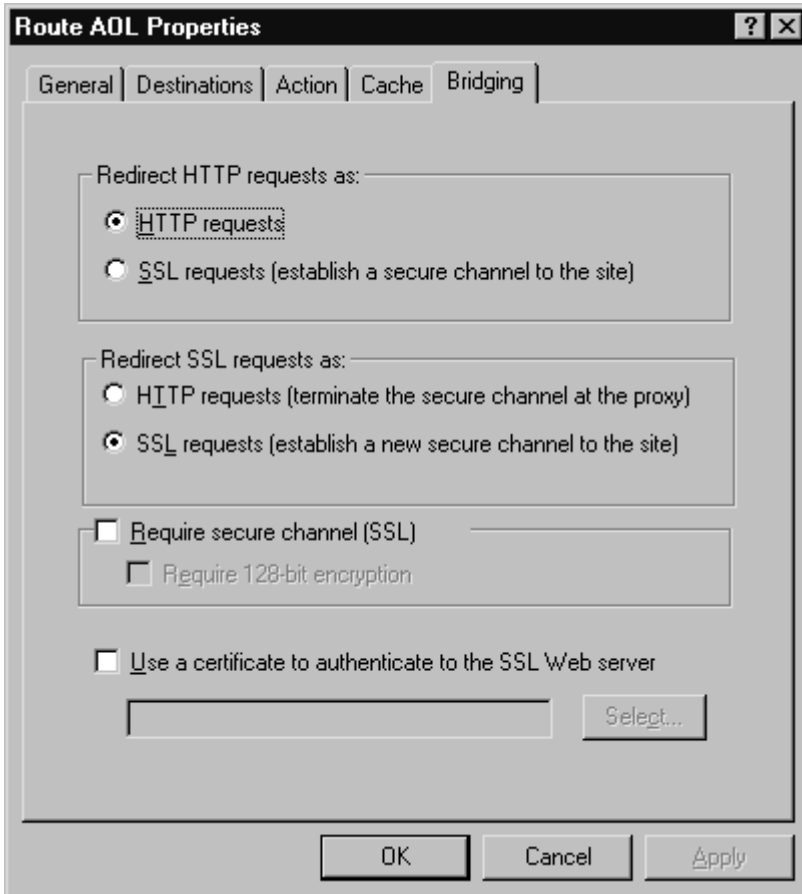 Route AOL Properties
General Destinations Action Cache Bridging
Redirect HTTP requests as:
HTTP requests
SSL requests (establish a secure channel to the site)
Redirect SSL requests as:
HTTP requests (terminate the secure channel at the proxy)
SSL requests (establish a new secure channel to the site)
Require secure channel (SSL)
Require 128-bit encryption
Use a certificate to authenticate to the SSL Web server
Select...
OK Cancel Apply